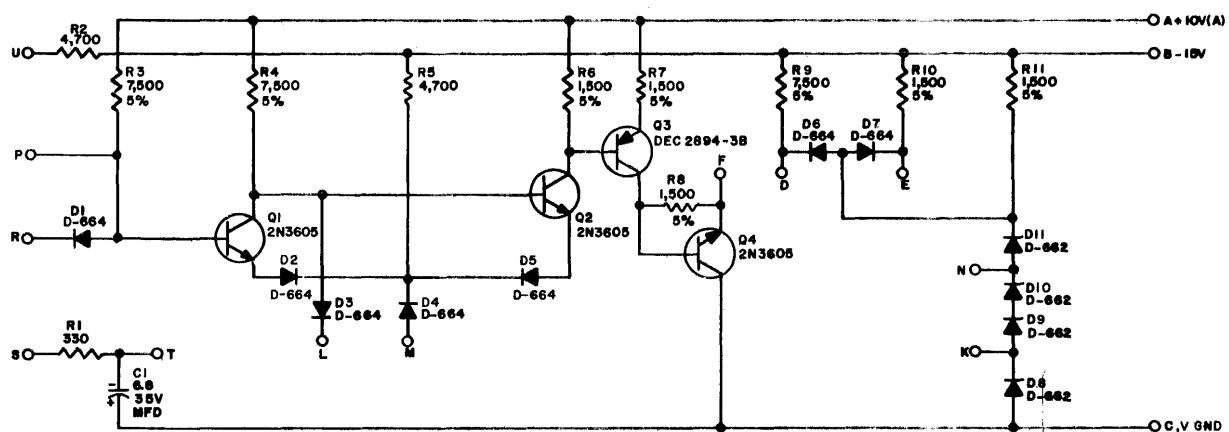 A+10V(A)
U
R2
4,700
B-15V
R3
7,500
5%
R4
7,500
5%
R5
4,700
R6
1,500
5%
R7
1,500
5%
R9
7,500
5%
R10
1,500
5%
R11
1,500
5%
Q3
DEC 2894-3B
D6
D-664
D7
D-664
P
F
D
E
R8
1,500
5%
D1
D-664
R
Q1
2N3605
Q2
2N3605
Q4
2N3605
D11
D-662
D2
D-664
D5
D-664
N
D3
D-664
D4
D-664
D10
D-662
D9
D-662
R1
330
S
T
L
M
K
C1
6.8
35V
MFD
D8
D-662
C,V GND